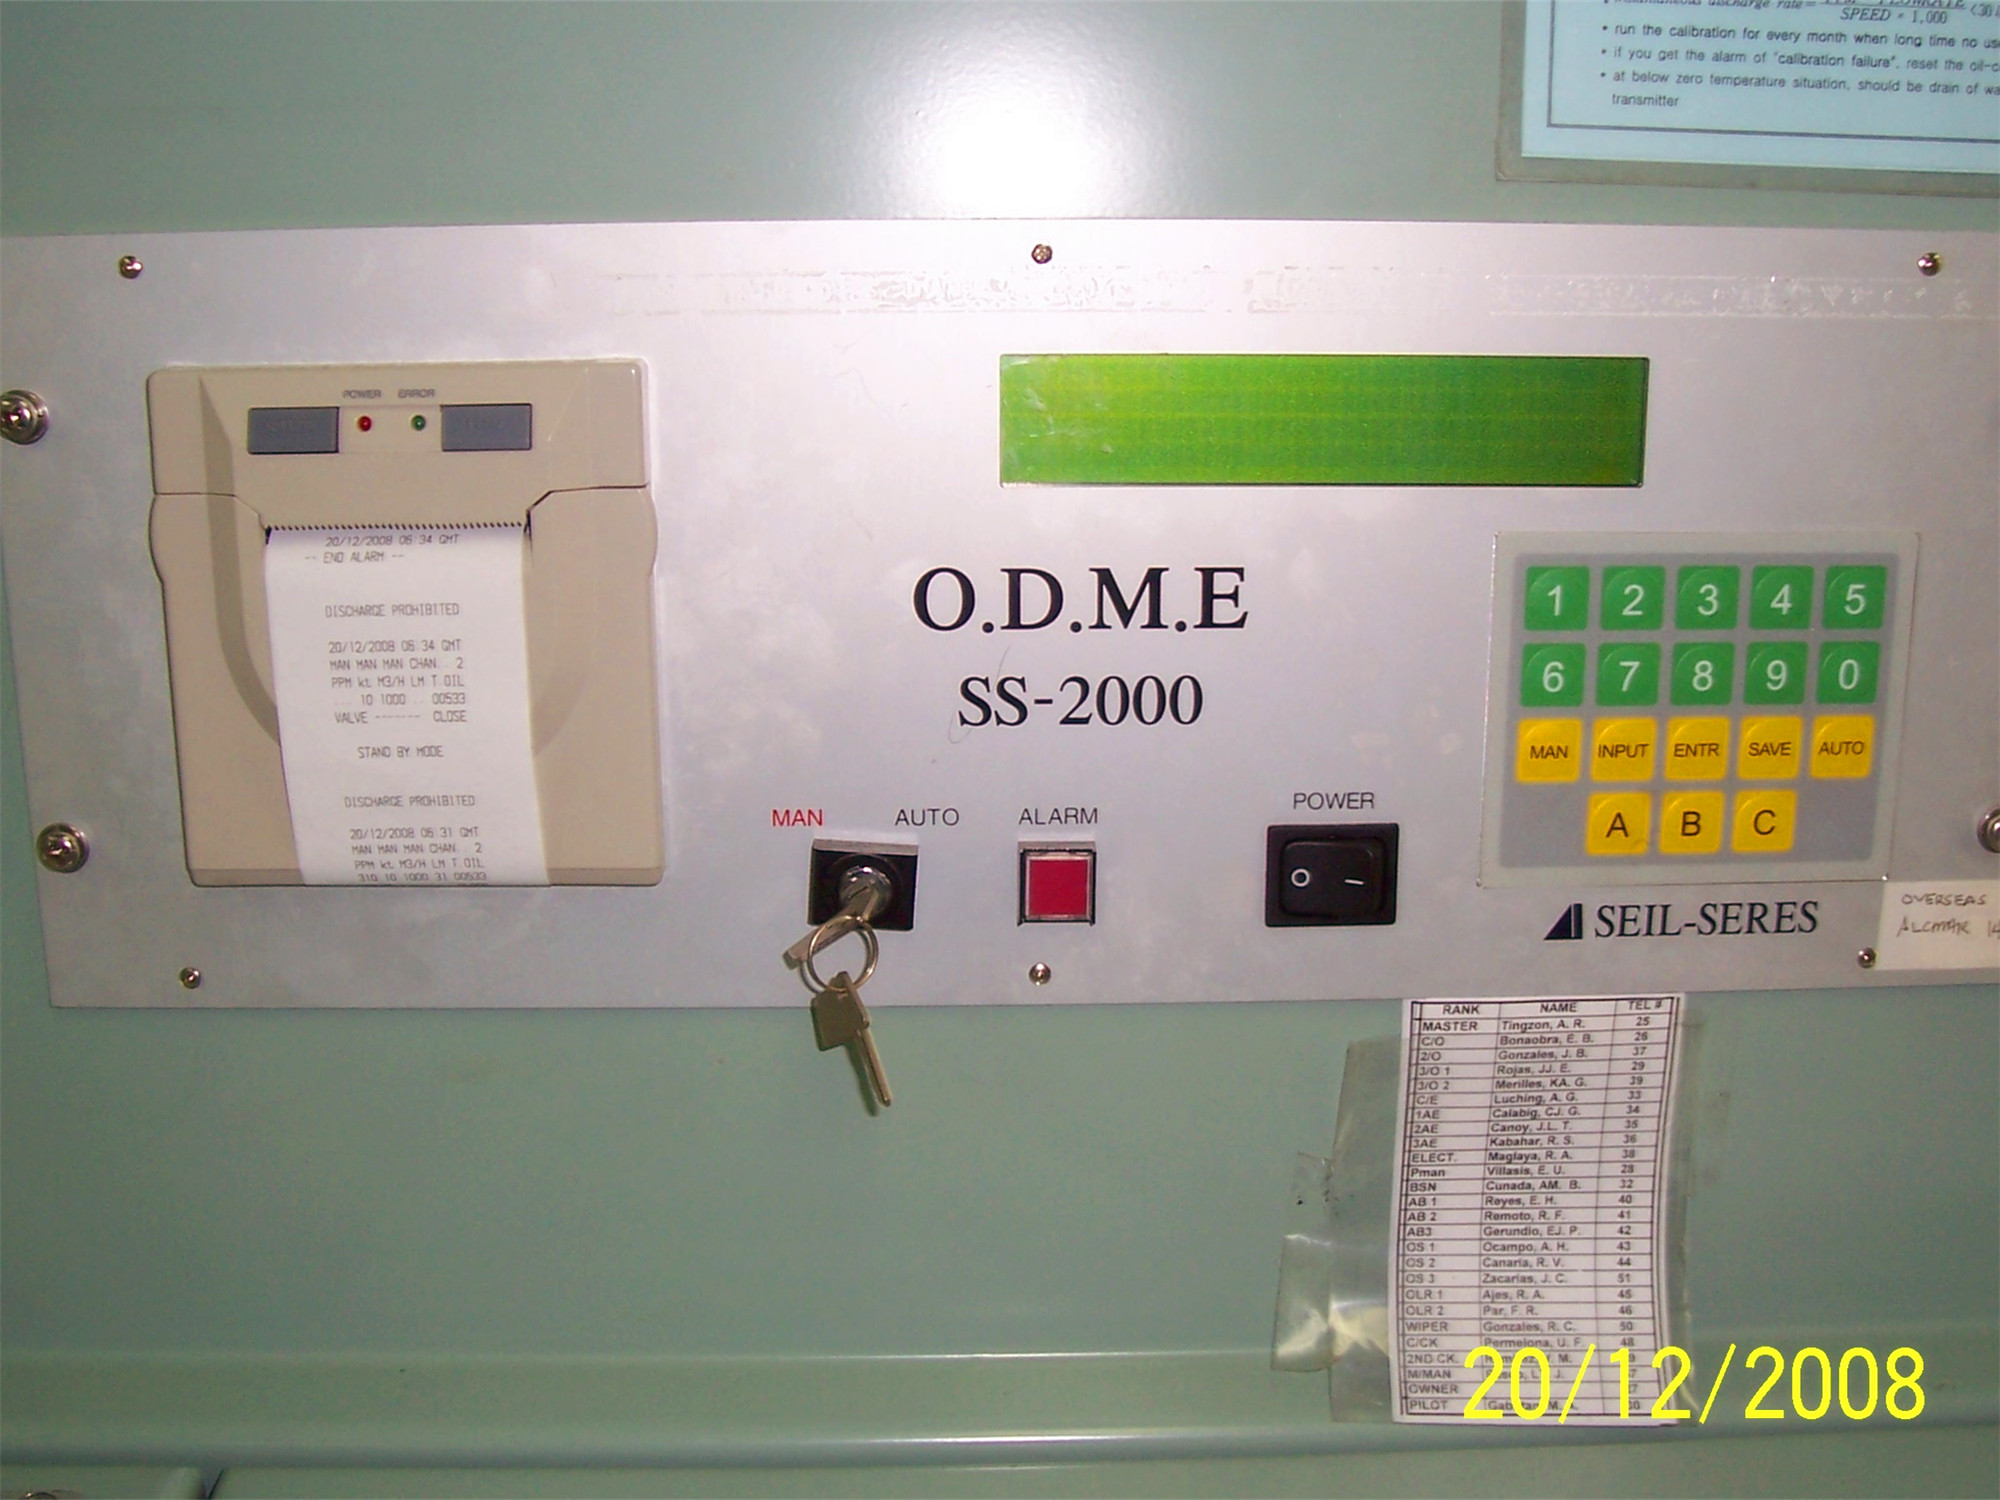 instantaneous discharge rate=
SPEED * 1,000
* run the calibration for every month when long time no
* if you get the alarm of "calibration failure". reset the
* at below zero temperature situation, should be drain of
transmitter
POWER ERROR
20/12/2008 06:34 GMT
-- END ALARM --
DISCHARGE PROHIBITED
20/12/2008 06:34 GMT
MAN MAN MAN CHAN. 2
PPM kt M3/H LM T OIL
... 10 1000 .. 00533
VALVE ------- CLOSE
STAND BY MODE
DISCHARGE PROHIBITED
20/12/2008 06:31 GMT
MAN MAN MAN CHAN. 2
PPM kt M3/H LM T OIL
310 10 1000 31 00533
O.D.M.E
SS-2000
MAN AUTO ALARM POWER
1 2 3 4 5
6 7 8 9 0
MAN INPUT ENTR SAVE AUTO
A B C
SEIL-SERES
OVERSEAS
ALCMAR
RANK NAME TEL #
MASTER Tingzon, A. R. 25
C/O Bonaobra, E. B. 26
2/O Gonzales, J. B. 37
3/O 1 Rojas, JJ. E. 29
3/O 2 Merilles, KA. G. 39
C/E Luching, A. G. 33
1AE Calabig, CJ. G. 34
2AE Canoy, J.L. T. 35
3AE Kabahar, R. S. 36
ELECT. Maglaya, R. A. 38
Pman Villasis, E. U. 28
BSN Cunada, AM. B. 32
AB 1 Reyes, E. H. 40
AB 2 Remoto, R. F. 41
AB3 Gerundio, EJ. P. 42
OS 1 Ocampo, A. H. 43
OS 2 Canaria, R. V. 44
OS 3 Zacarias, J. C. 51
OLR 1 Ajes, R. A. 45
OLR 2 Par, F. R. 46
WIPER Gonzales, R. C. 50
C/CK Permelona, U. F. 48
2ND CK. M.
M/MAN J.
OWNER
PILOT M. A.
20/12/2008